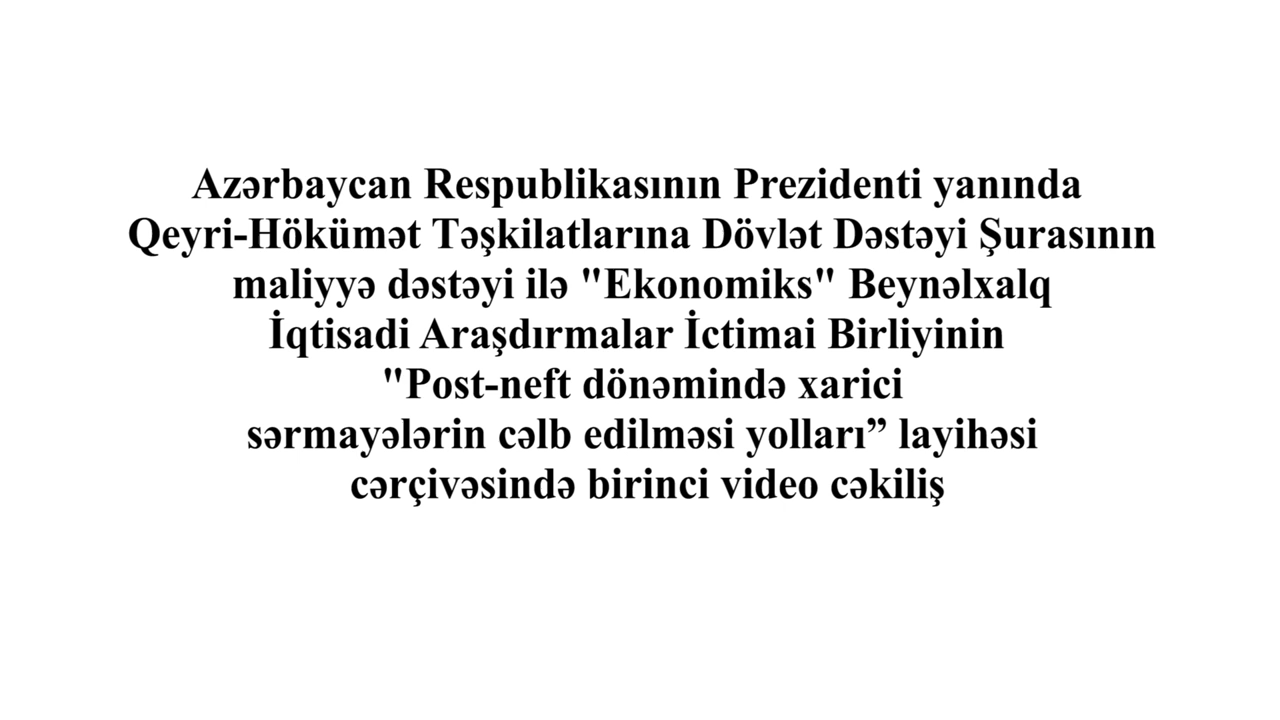 Azərbaycan Respublikasının Prezidenti yanında
Qeyri-Hökümət Təşkilatlarına Dövlət Dəstəyi Şurasının
maliyyə dəstəyi ilə "Ekonomiks" Beynəlxalq
İqtisadi Araşdırmalar İctimai Birliyinin
"Post-neft dönəmində xarici
sərmayələrin cəlb edilməsi yolları” layihəsi
cərçivəsində birinci video cəkiliş